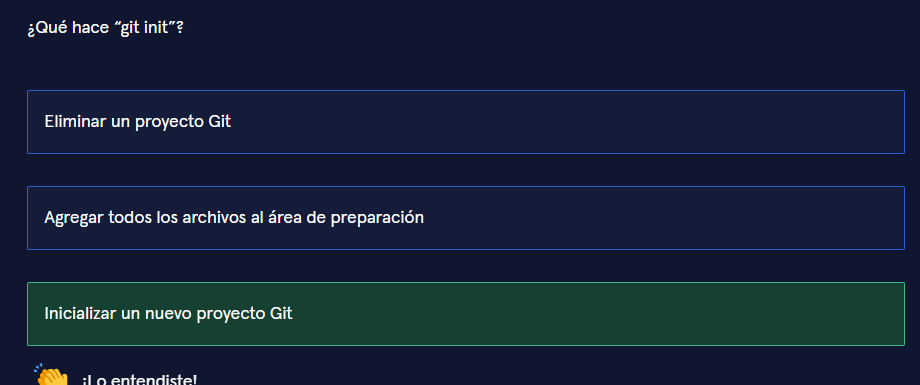 ¿Qué hace “git init”?
Eliminar un proyecto Git
Agregar todos los archivos al área de preparación
Inicializar un nuevo proyecto Git
¡Lo entendiste!